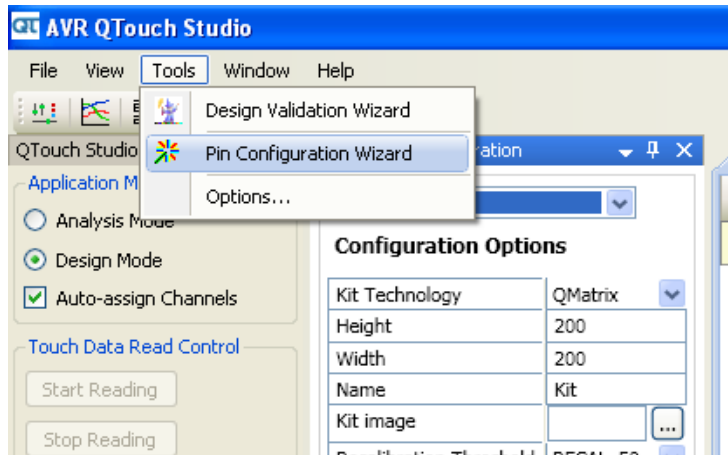 QT AVR QTouch Studio
File View Tools Window Help
Design Validation Wizard
QTouch Studio
Pin Configuration Wizard
ration
Application M
Options...
Analysis Mode
Configuration Options
Design Mode
Auto-assign Channels
Kit Technology QMatrix
Height 200
Touch Data Read Control
Width 200
Start Reading
Name Kit
Kit image ...
Stop Reading